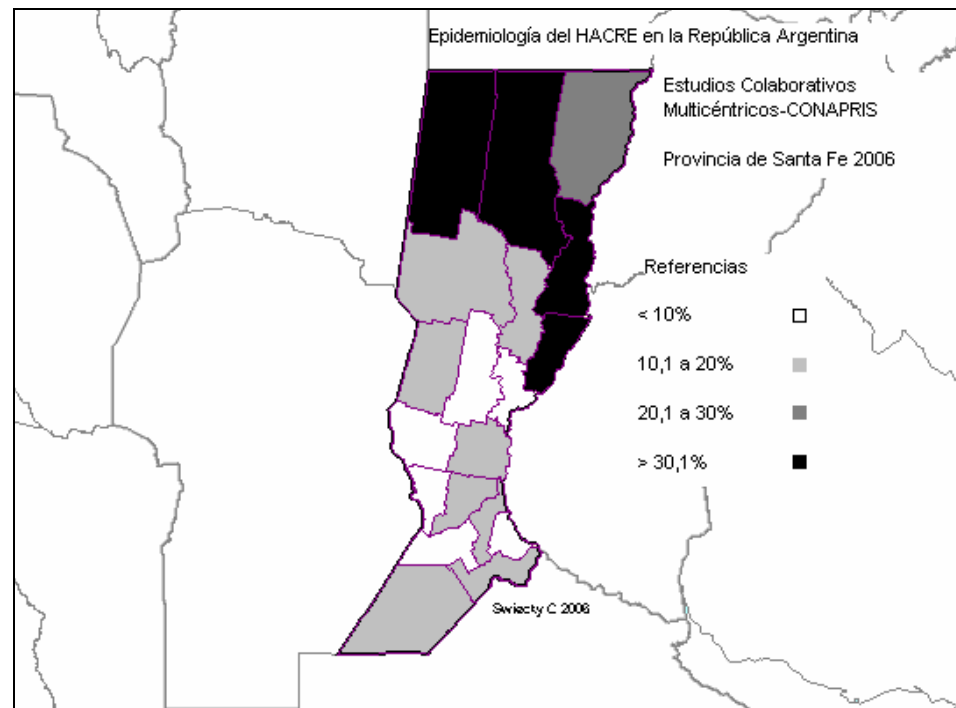 Epidemiología del HACRE en la República Argentina
Estudios Colaborativos
Multicéntricos-CONAPRIS
Provincia de Santa Fe 2006
Referencias
< 10%
10,1 a 20%
20,1 a 30%
> 30,1%
Swiecty C 2006